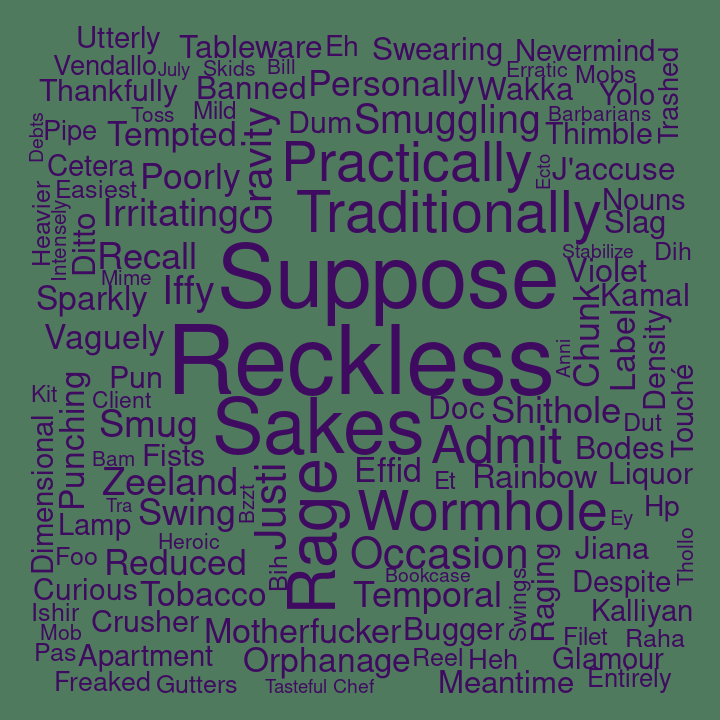 Utterly
Tableware
Eh
Swearing
Nevermind
Vendallo
July
Skids
Bill
Erratic
Mobs
Trashed
Thankfully
Banned
Personally
Wakka
Yolo
Debts
Pipe
Toss
Mild
Tempted
Gravity
Dum
Smuggling
Barbarians
Thimble
Cetera
Poorly
Practically
Ecto
J'accuse
Easiest
Heavier
Intensely
Ditto
Irritating
Traditionally
Nouns
Slag
Recall
Suppose
Stabilize
Dih
Violet
Mime
Sparkly
Iffy
Chunk
Kamal
Vaguely
Reckless
Anni
Label
Density
Touché
Kit
Client
Pun
Punching
Smug
Sakes
Doc
Shithole
Dut
Dimensional
Bam
Fists
Admit
Bodes
Zeeland
Justi
Rage
Effid
Et
Rainbow
Liquor
Tra
Swing
Bzzt
Wormhole
Ey
Hp
Lamp
Heroic
Foo
Reduced
Bih
Occasion
Jiana
Thollo
Bookcase
Curious
Tobacco
Temporal
Swings
Raging
Despite
Ishir
Crusher
Motherfucker
Bugger
Kalliyan
Mob
Filet
Raha
Pas
Apartment
Orphanage
Reel
Heh
Glamour
Freaked
Gutters
Tasteful
Chef
Meantime
Entirely